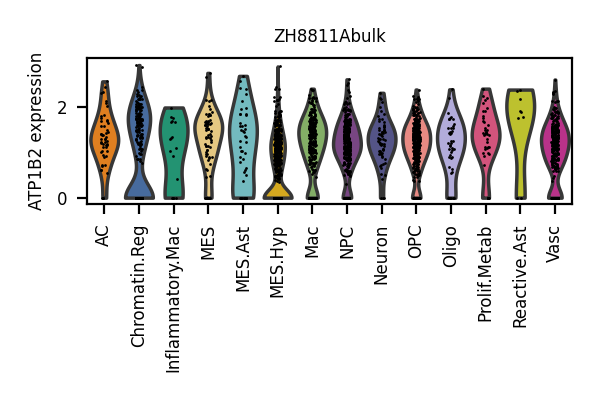 ZH8811Abulk
ATP1B2 expression
2
0
AC
Chromatin.Reg
Inflammatory.Mac
MES
MES.Ast
MES.Hyp
Mac
NPC
Neuron
OPC
Oligo
Prolif.Metab
Reactive.Ast
Vasc